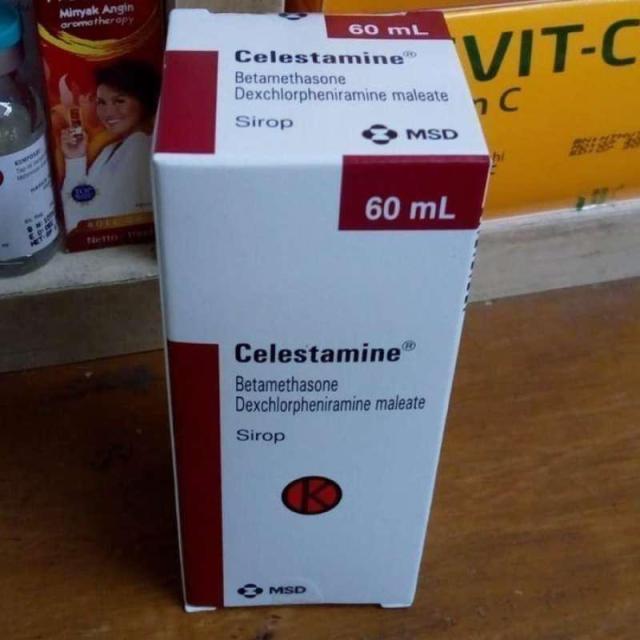 Minyak Angin
aromatherapy
60 mL
Celestamine®
Betamethasone
Dexchlorpheniramine maleate
Sirop
MSD
60 mL
Celestamine®
Betamethasone
Dexchlorpheniramine maleate
Sirop
K
MSD
VIT-C
n C
Netto